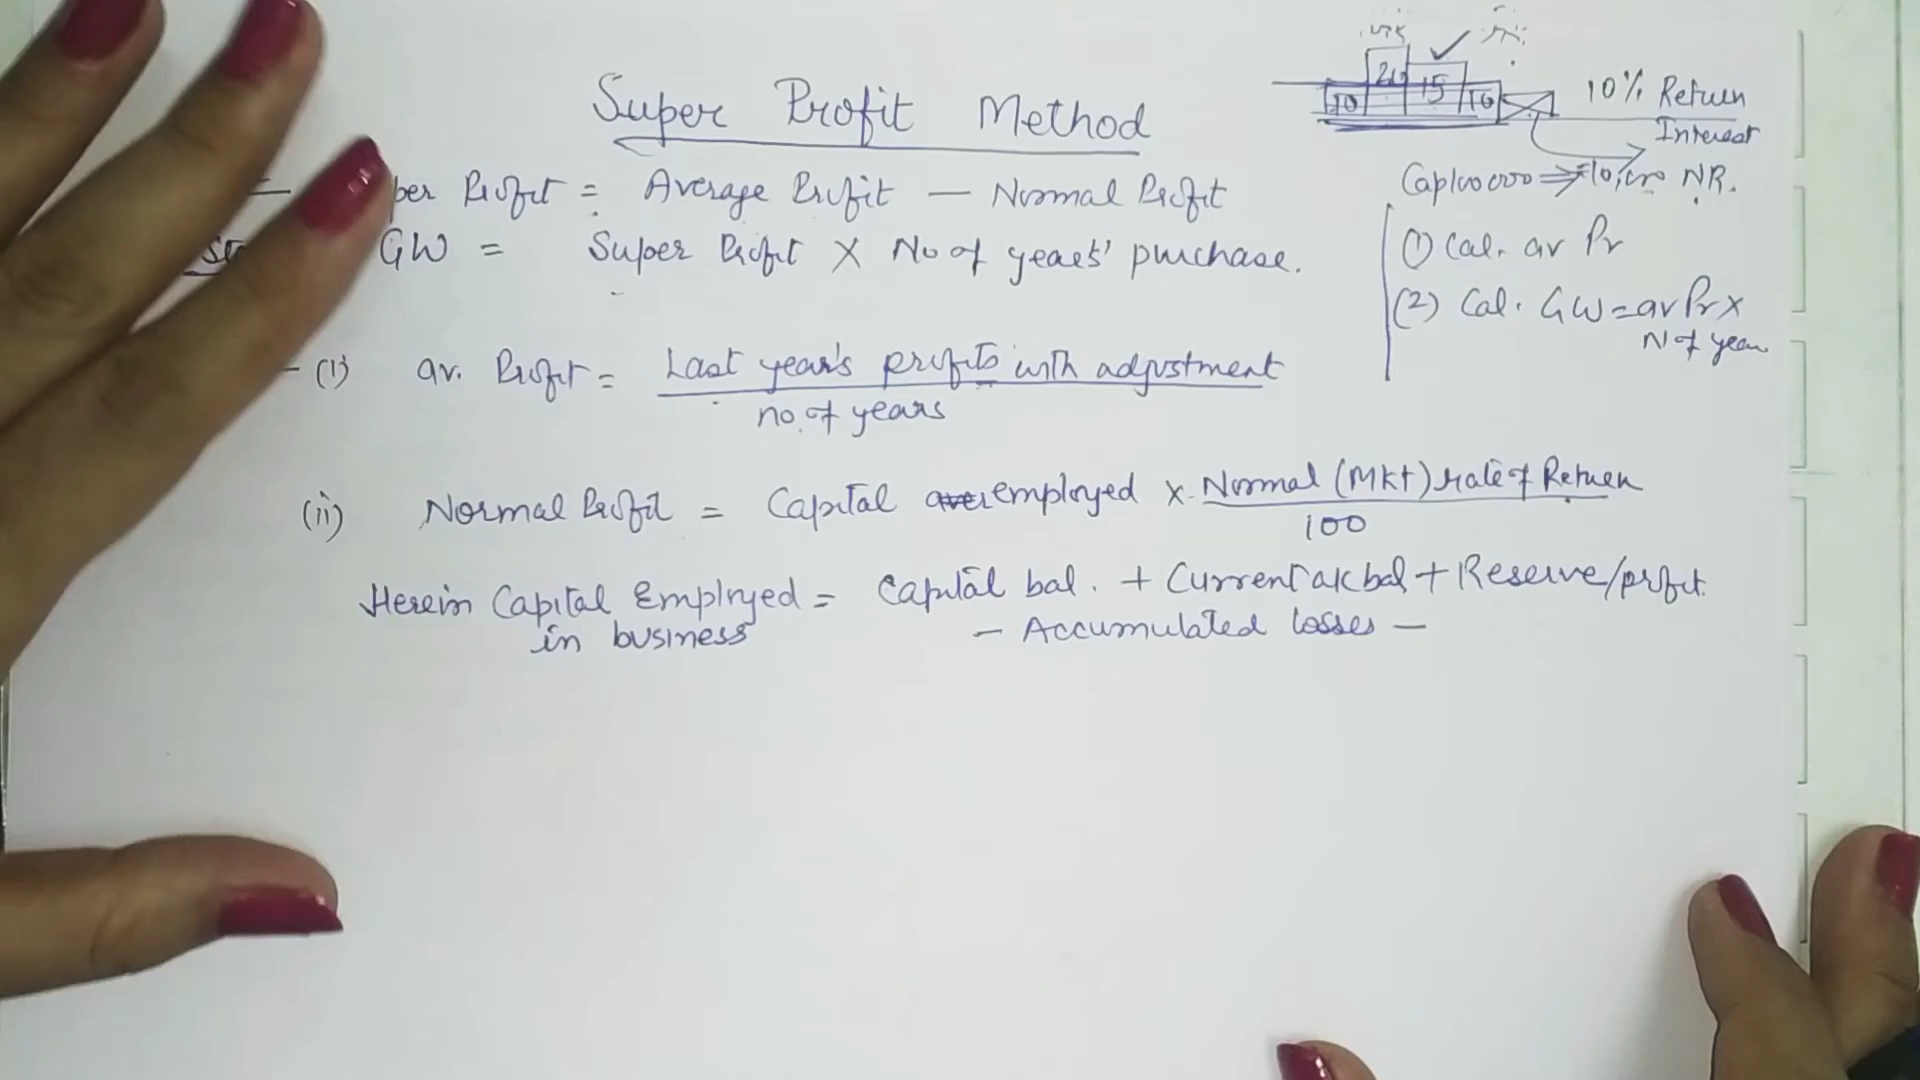 Super Profit Method
per Profit = Average Profit — Normal Profit
GW = Super Profit X No of years' purchase.
(i) av. Profit = Last year's profits with adjustment
no. of years
(ii) Normal Profit = Capital employed x Normal (Mkt) rate of Return
100
Herein Capital Employed = Capital bal. + Current a/c bal + Reserve/profit.
in business — Accumulated losses —
10 20 15 10
10% Return
Interest
NR.
(1) Cal. av Pr
(2) Cal. GW = av Pr x
N of year